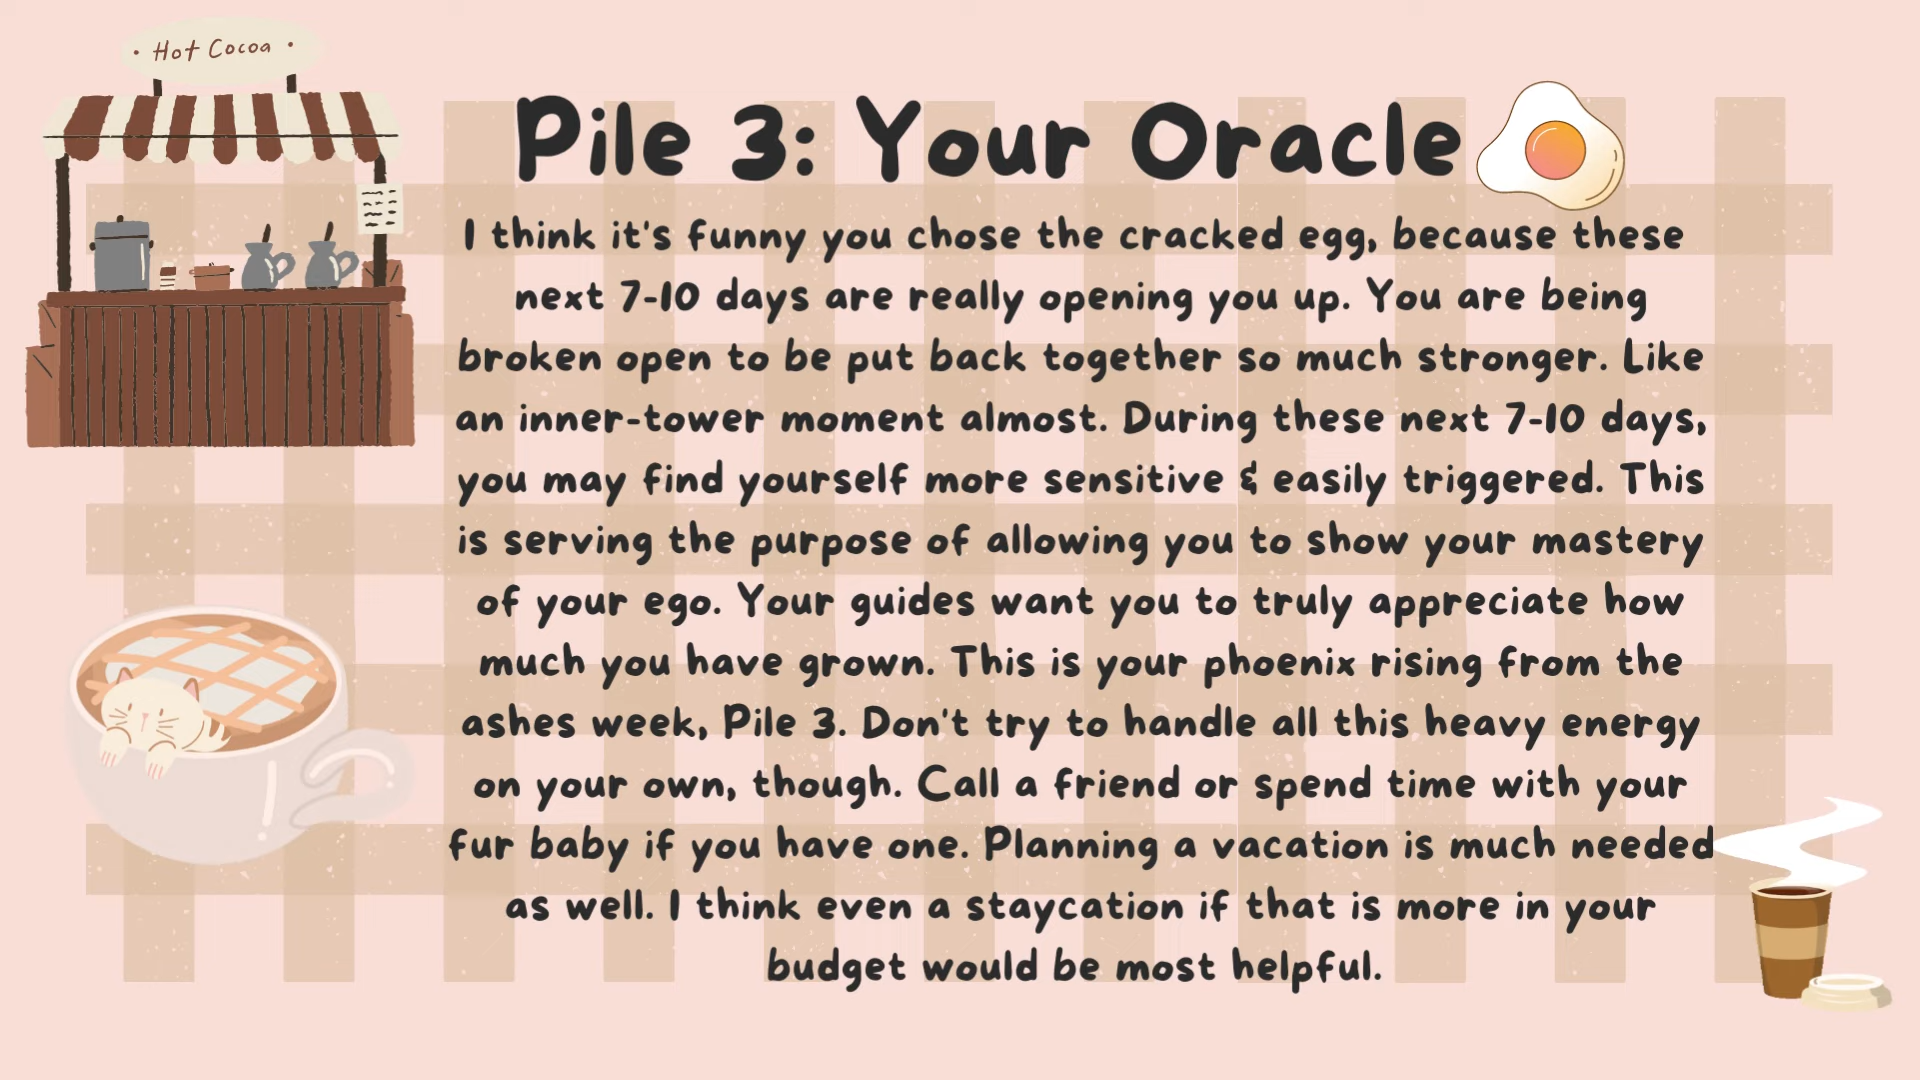 • Hot Cocoa •
Pile 3: Your Oracle
I think it's funny you chose the cracked egg, because these
next 7-10 days are really opening you up. You are being
broken open to be put back together so much stronger. Like
an inner-tower moment almost. During these next 7-10 days,
you may find yourself more sensitive & easily triggered. This
is serving the purpose of allowing you to show your mastery
of your ego. Your guides want you to truly appreciate how
much you have grown. This is your phoenix rising from the
ashes week, Pile 3. Don't try to handle all this heavy energy
on your own, though. Call a friend or spend time with your
fur baby if you have one. Planning a vacation is much needed
as well. I think even a staycation if that is more in your
budget would be most helpful.